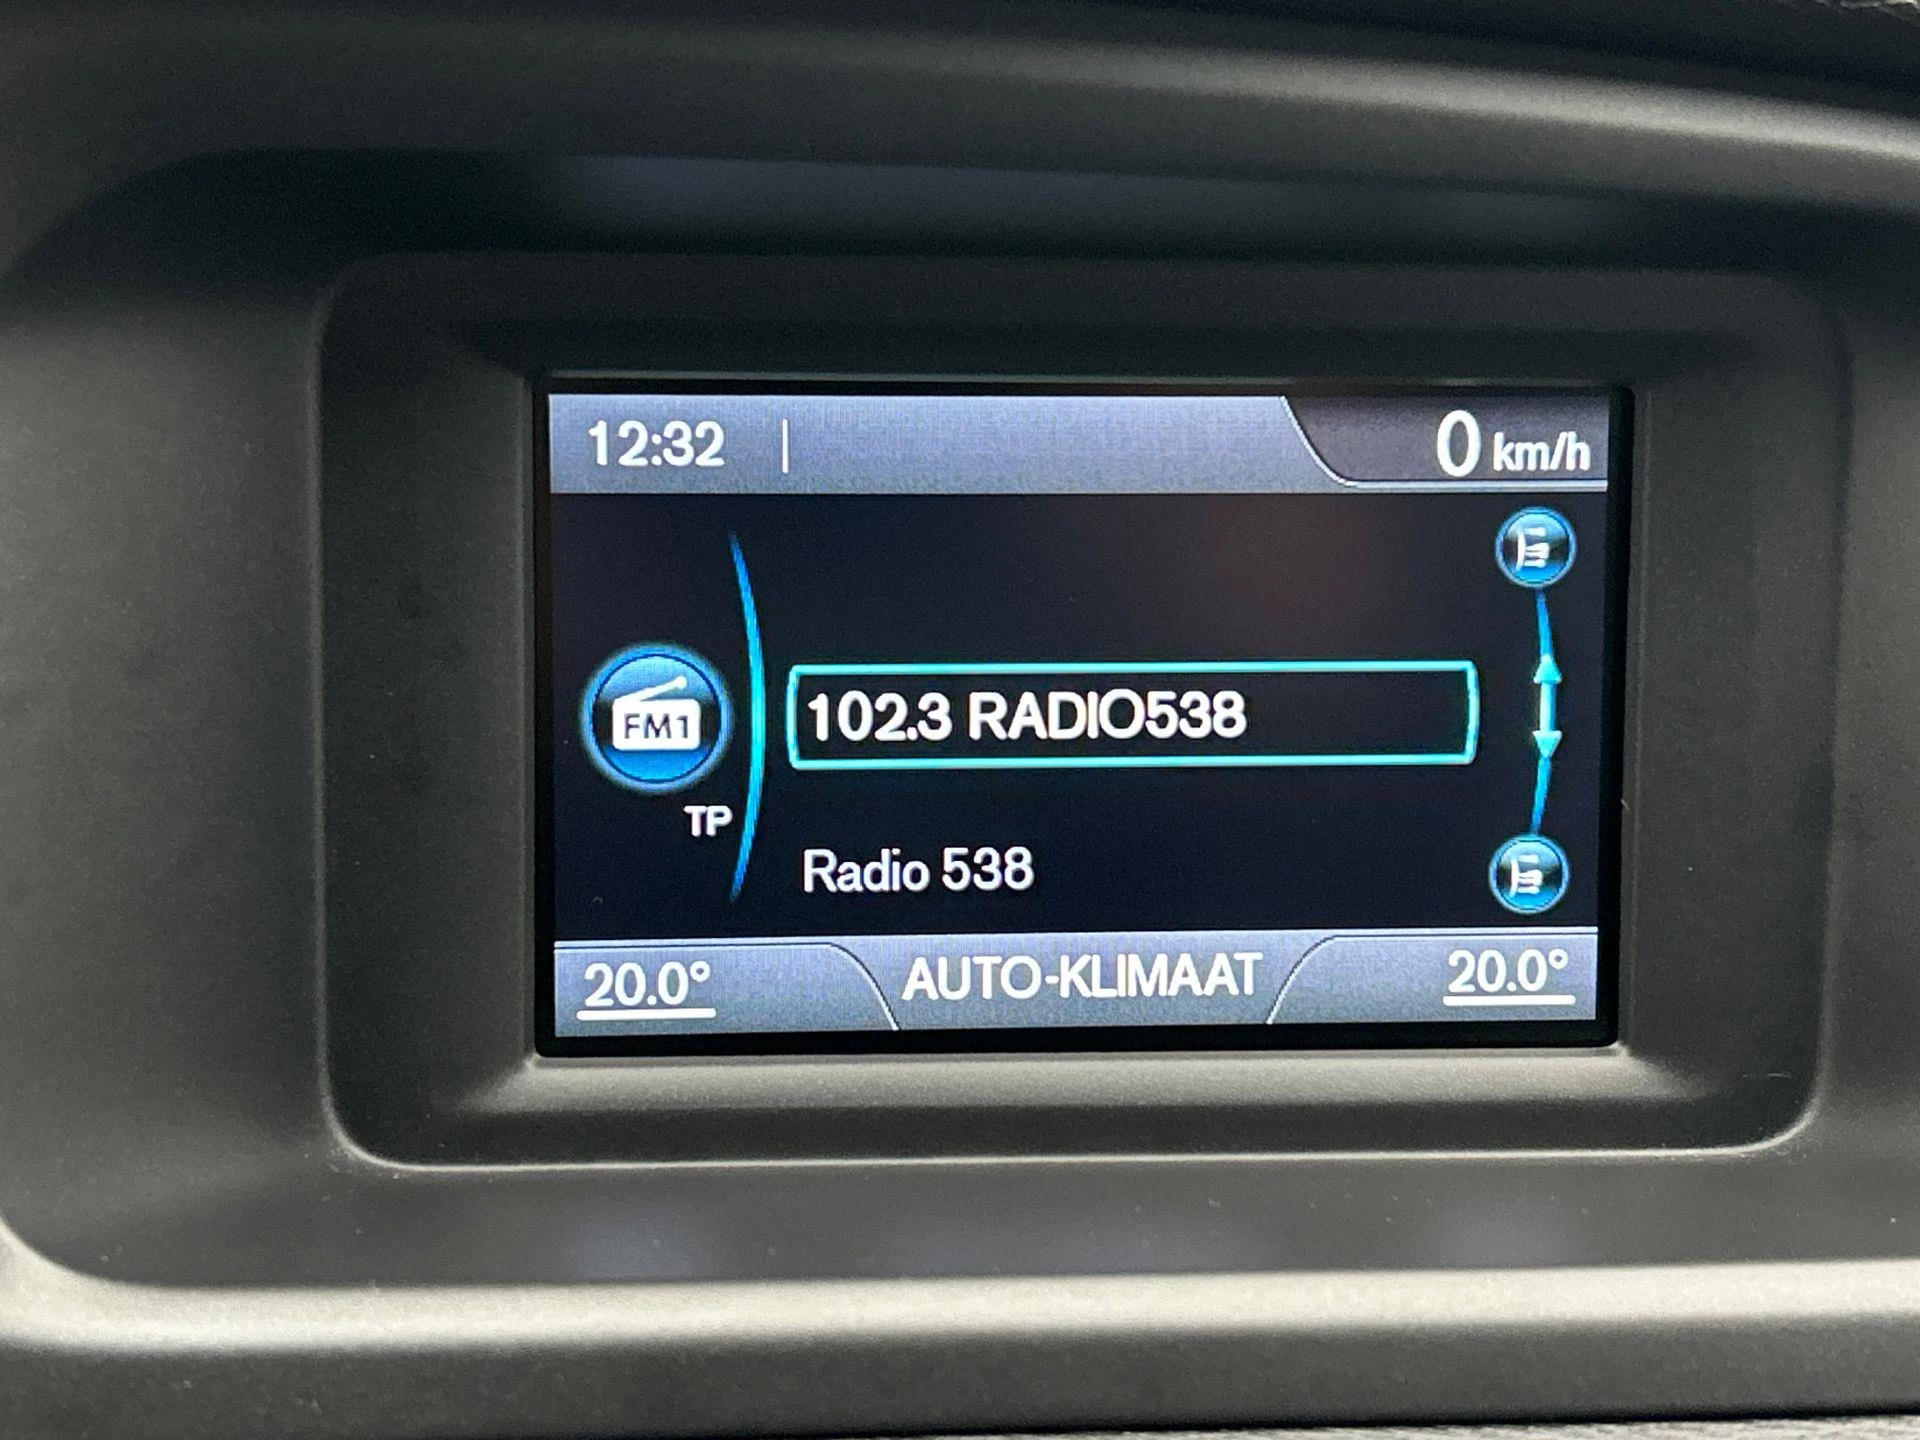 12:32 |
0 km/h
FM1
102.3 RADIO538
TP
Radio 538
20.0° AUTO-KLIMAAT 20.0°